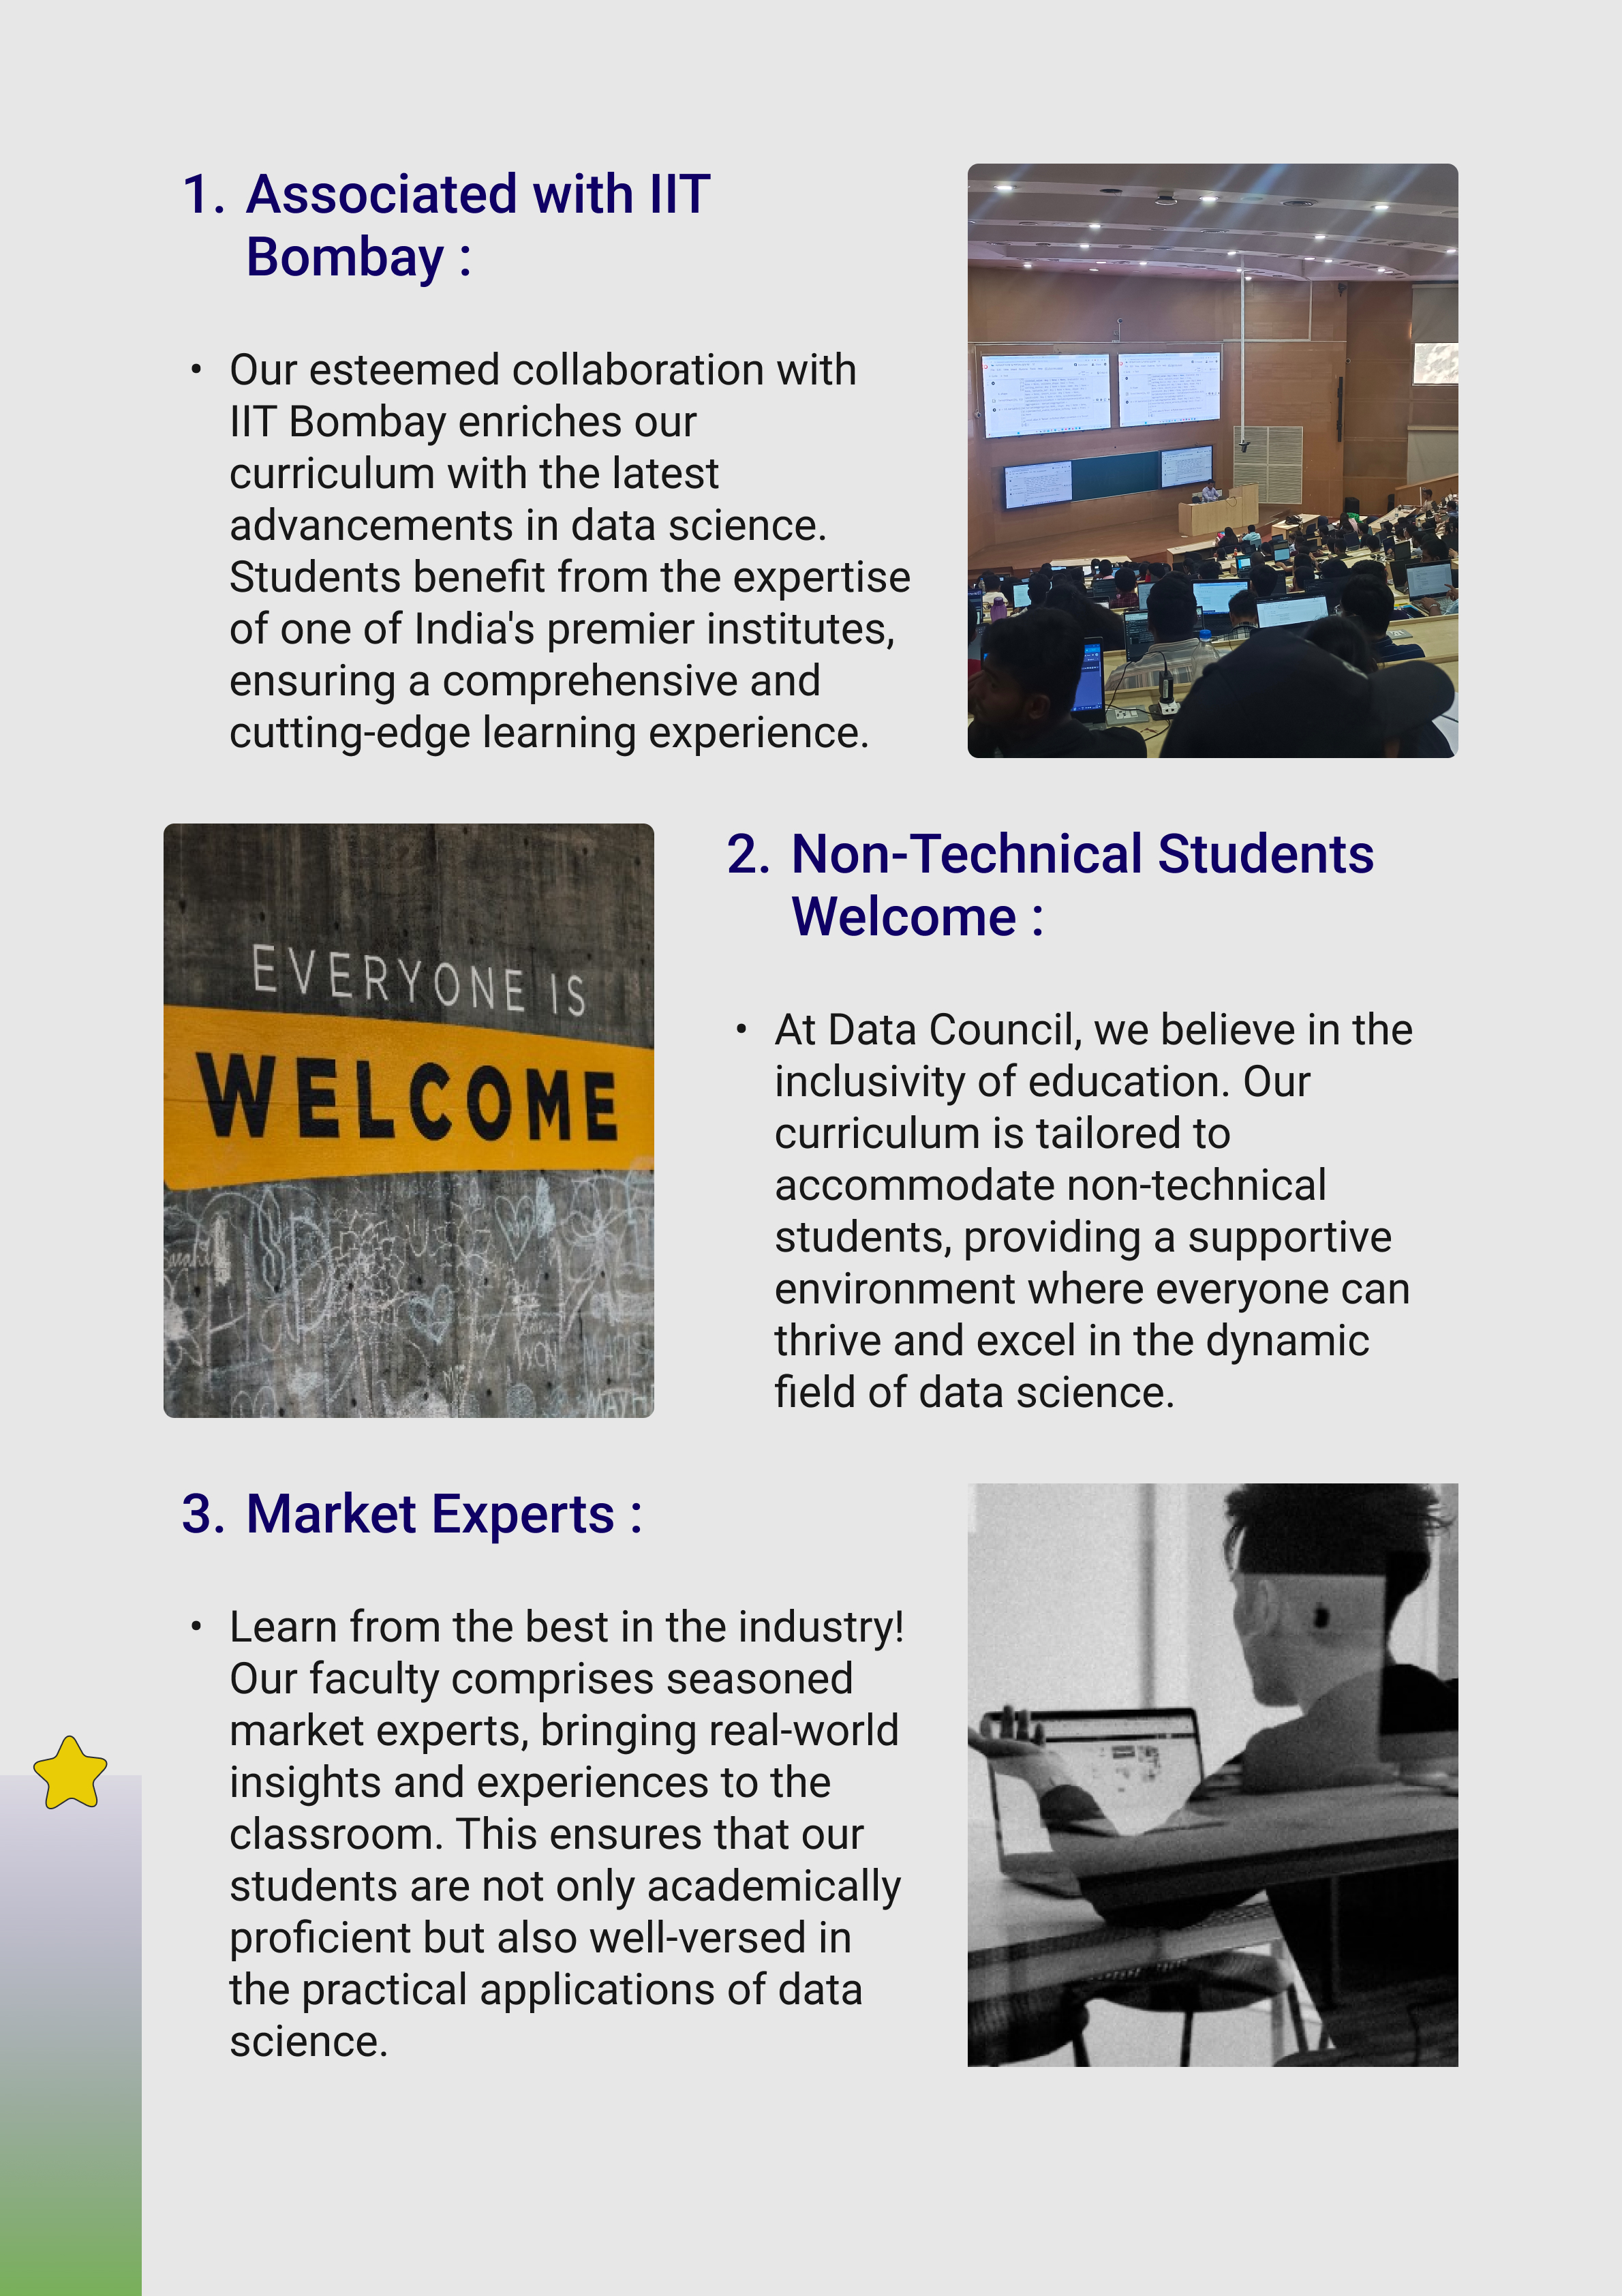 1. Associated with IIT
Bombay :
• Our esteemed collaboration with
IIT Bombay enriches our
curriculum with the latest
advancements in data science.
Students benefit from the expertise
of one of India's premier institutes,
ensuring a comprehensive and
cutting-edge learning experience.
EVERYONE IS
WELCOME
2. Non-Technical Students
Welcome :
• At Data Council, we believe in the
inclusivity of education. Our
curriculum is tailored to
accommodate non-technical
students, providing a supportive
environment where everyone can
thrive and excel in the dynamic
field of data science.
3. Market Experts :
• Learn from the best in the industry!
Our faculty comprises seasoned
market experts, bringing real-world
insights and experiences to the
classroom. This ensures that our
students are not only academically
proficient but also well-versed in
the practical applications of data
science.